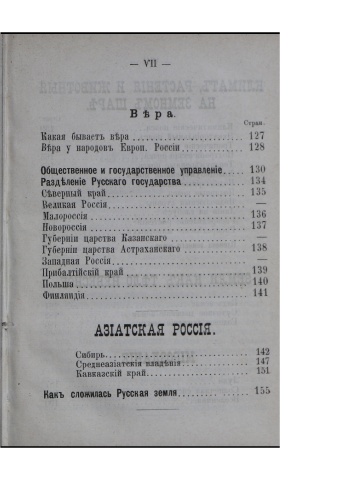 — VII —
Вѣра.
Стран.
Какая бываетъ вѣра 127
Вѣра у народовъ Европ. Россіи 128
Общественное и государственное управленіе 130
Раздѣленіе Русскаго государства 134
Сѣверный край 135
Великая Россія —
Малороссія 136
Новороссія 137
Губерніи царства Казанскаго —
Губерніи царства Астраханскаго 138
Западная Россія —
Прибалтійскій край 139
Польша 140
Финляндія 141
АЗІАТСКАЯ РОССІЯ.
Сибирь 142
Среднеазіатскія владѣнія 147
Кавказскій край 151
Какъ сложилась Русская земля 155